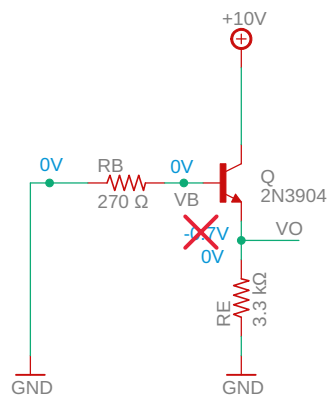 +10V
0V
RB
270 Ω
0V
VB
Q
2N3904
-0.7V
0V
VO
RE
3.3 kΩ
GND
GND